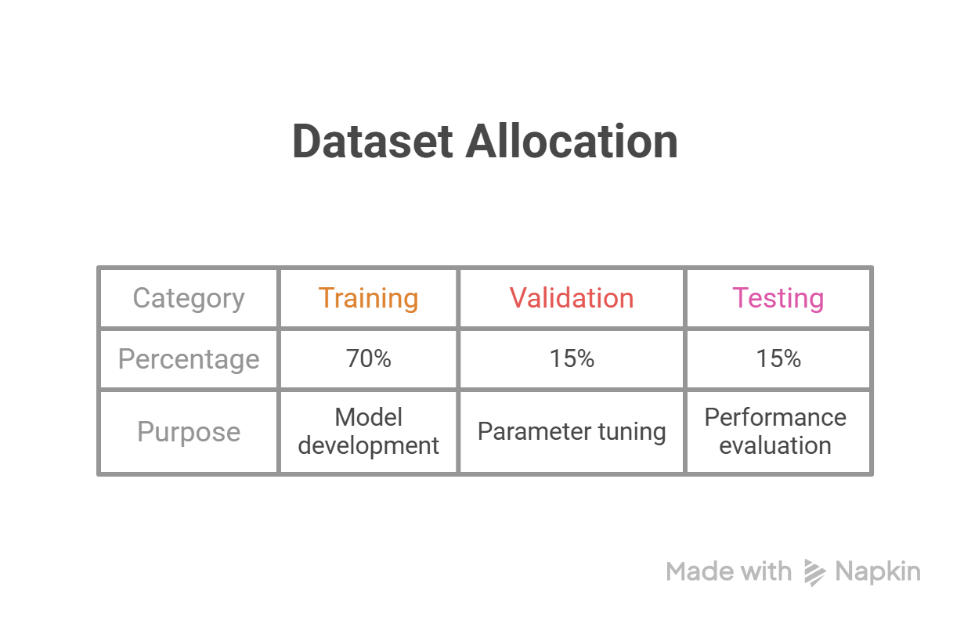 Dataset Allocation
Category Training Validation Testing
Percentage 70% 15% 15%
Purpose Model development Parameter tuning Performance evaluation
Made with Napkin